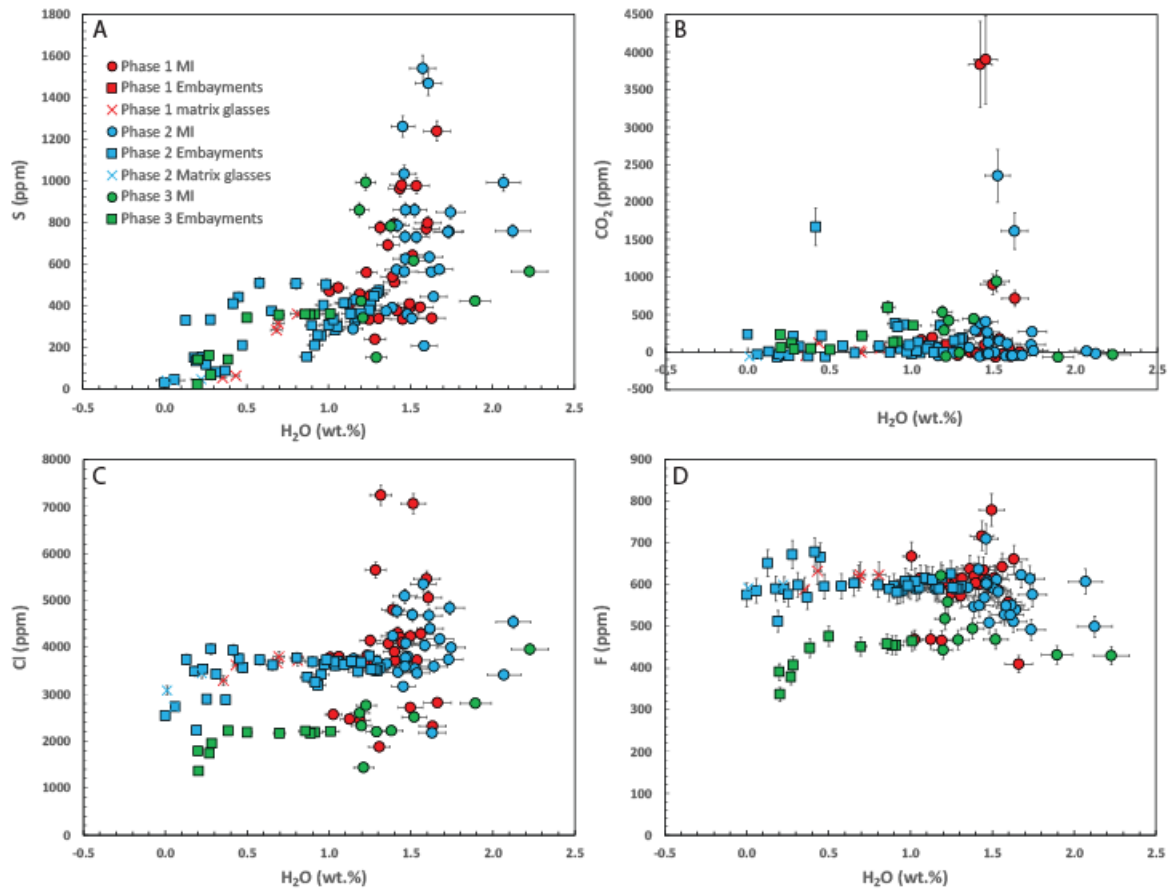 A
1800
1600
1400
1200
1000
800
600
400
200
0
S (ppm)
Phase 1 MI
Phase 1 Embayments
Phase 1 matrix glasses
Phase 2 MI
Phase 2 Embayments
Phase 2 Matrix glasses
Phase 3 MI
Phase 3 Embayments
-0.5 0.0 0.5 1.0 1.5 2.0 2.5
H2O (wt.%)
B
4500
4000
3500
3000
2500
2000
1500
1000
500
0
-500
CO2 (ppm)
-0.5 0.0 0.5 1.0 1.5 2.0 2.5
H2O (wt.%)
C
8000
7000
6000
5000
4000
3000
2000
1000
0
Cl (ppm)
-0.5 0.0 0.5 1.0 1.5 2.0 2.5
H2O (wt.%)
D
900
800
700
600
500
400
300
200
100
0
F (ppm)
-0.5 0.0 0.5 1.0 1.5 2.0 2.5
H2O (wt.%)